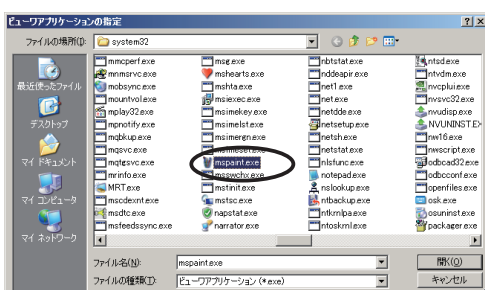 ビューワアプリケーションの指定
ファイルの場所(I):
system32
最近使ったファイル
デスクトップ
マイ ドキュメント
マイ コンピュータ
マイ ネットワーク
mmcperf.exe
mnmsrvc.exe
mobsync.exe
mountvol.exe
mplay32.exe
mpnotify.exe
mqbkup.exe
mqsvc.exe
mqtgsvc.exe
mrinfo.exe
MRT.exe
mscdexnt.exe
msdtc.exe
msfeedssync.exe
msg.exe
mshearts.exe
mshta.exe
msiexec.exe
msimekey.exe
msimelst.exe
msimergn.exe
msimeset.exe
mspaint.exe
msswchx.exe
mstinit.exe
mstsc.exe
napstat.exe
narrator.exe
nbtstat.exe
nddeapir.exe
net1.exe
net.exe
netdde.exe
netsetup.exe
netsh.exe
netstat.exe
nlsfunc.exe
notepad.exe
nslookup.exe
ntbackup.exe
ntkrnlpa.exe
ntoskrnl.exe
ntsd.exe
ntvdm.exe
nvcplui.exe
nvsvc32.exe
nvudisp.exe
NVUNINST.EX
nw16.exe
nwscript.exe
odbcad32.exe
odbcconf.exe
openfiles.exe
osk.exe
osuninst.exe
packager.exe
ファイル名(N):
mspaint.exe
開く(O)
ファイルの種類(T):
ビューワアプリケーション (*.exe)
キャンセル